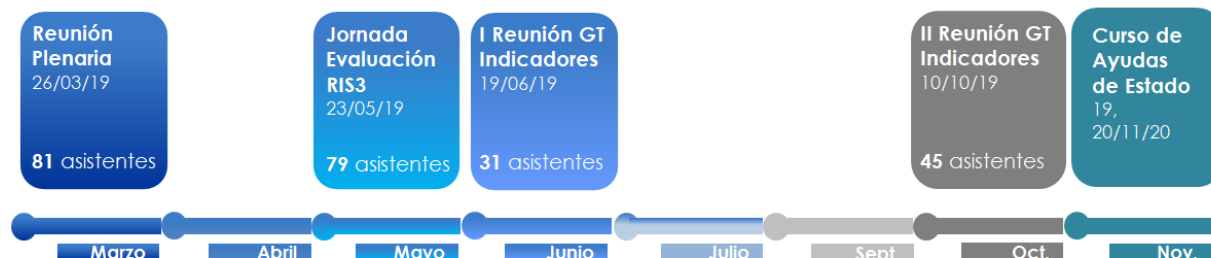 Reunión
Plenaria
26/03/19
81 asistentes
Jornada
Evaluación
RIS3
23/05/19
79 asistentes
I Reunión GT
Indicadores
19/06/19
31 asistentes
II Reunión GT
Indicadores
10/10/19
45 asistentes
Curso de
Ayudas
de Estado
19,
20/11/20
Marzo
Abril
Mayo
Junio
Julio
Sept
Oct.
Nov.